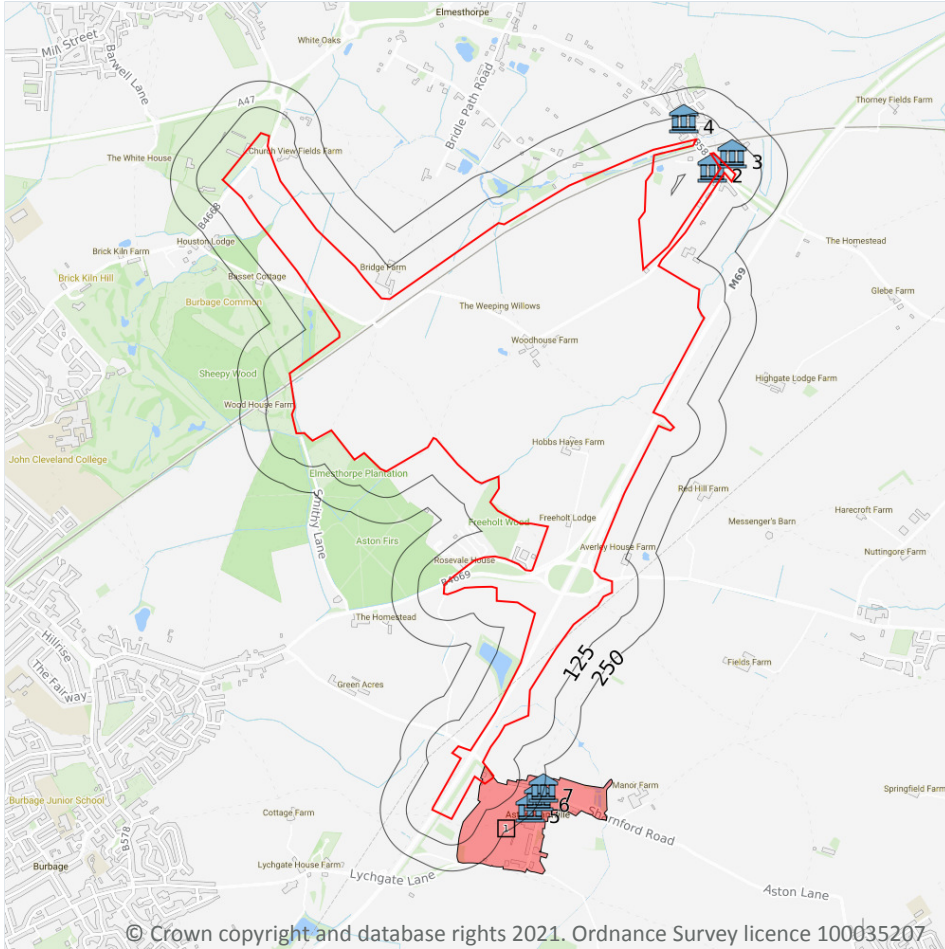 Elmesthorpe
Mill Street
White Oaks
Barwell Lane
Bridle Path Road
A47
Thorney Fields Farm
4
Church View Fields Farm
The White House
3
2
B4668
Houston Lodge
The Homestead
Brick Kiln Farm
Bridge Farm
Brick Kiln Hill
Basset Cottage
M69
Glebe Farm
Burbage Common
The Weeping Willows
Woodhouse Farm
Sheepy Wood
Highgate Lodge Farm
Wood House Farm
Hobbs Hayes Farm
John Cleveland College
Elmesthorpe Plantation
Red Hill Farm
Smithy Lane
Harecroft Farm
Freeholt Wood
Freeholt Lodge
Messenger's Barn
Aston Firs
Averley House Farm
Nuttingore Farm
Rosevale House
B4669
The Homestead
Hillrise
The Fairway
125
250
Fields Farm
Green Acres
Manor Farm
7
Springfield Farm
Burbage Junior School
6
Cottage Farm
5
1
Sharnford Road
B578
Burbage
Lychgate House Farm
Lychgate Lane
Aston Lane
© Crown copyright and database rights 2021. Ordnance Survey licence 100035207